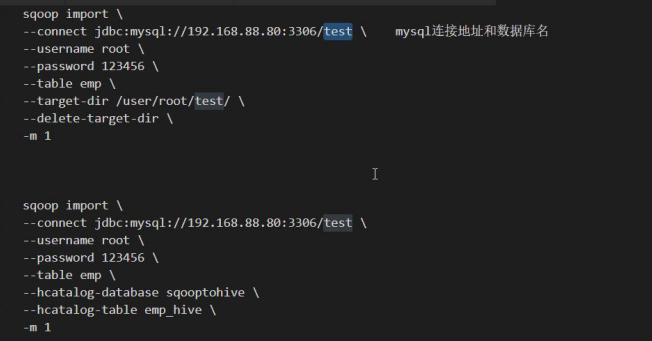 sqoop import \
--connect jdbc:mysql://192.168.88.80:3306/test \    mysql连接地址和数据库名
--username root \
--password 123456 \
--table emp \
--target-dir /user/root/test/ \
--delete-target-dir \
-m 1
sqoop import \
--connect jdbc:mysql://192.168.88.80:3306/test \
--username root \
--password 123456 \
--table emp \
--hcatalog-database sqooptohive \
--hcatalog-table emp_hive \
-m 1